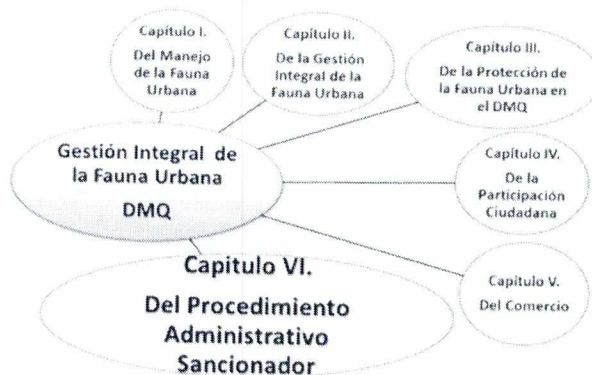 Capítulo I.
Del Manejo
de la Fauna
Urbana
Capítulo II.
De la Gestión
Integral de la
Fauna Urbana
Capítulo III.
De la Protección de
la Fauna Urbana en
el DMQ
Gestión Integral de
la Fauna Urbana
DMQ
Capítulo IV.
De la
Participación
Ciudadana
Capítulo V.
Del Comercio
Capitulo VI.
Del Procedimiento
Administrativo
Sancionador